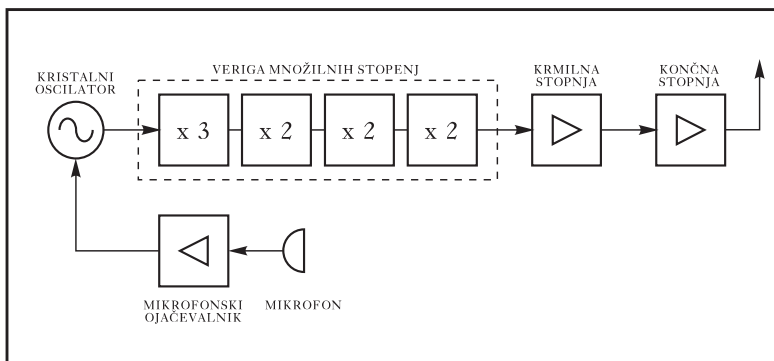 KRISTALNI
OSCILATOR
VERIGA MNOŽILNIH STOPENJ
KRMILNA
STOPNJA
KONČNA
STOPNJA
x 3
x 2
x 2
x 2
MIKROFONSKI
OJAČEVALNIK
MIKROFON